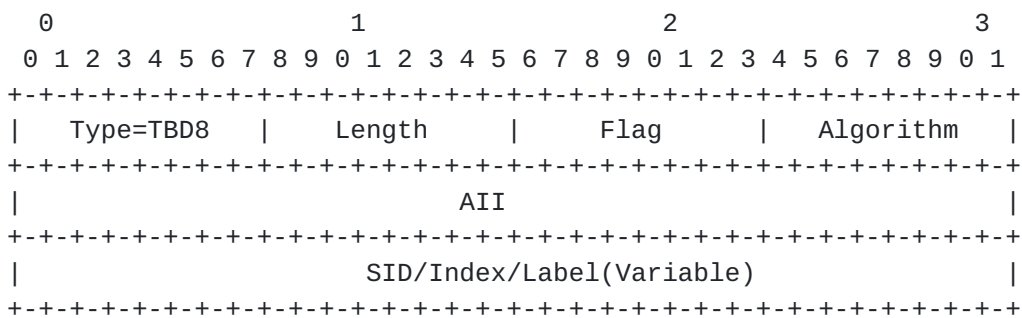 0                   1                   2                   3
 0 1 2 3 4 5 6 7 8 9 0 1 2 3 4 5 6 7 8 9 0 1 2 3 4 5 6 7 8 9 0 1
+-+-+-+-+-+-+-+-+-+-+-+-+-+-+-+-+-+-+-+-+-+-+-+-+-+-+-+-+-+-+-+-+
|   Type=TBD8   |    Length     |     Flag      |   Algorithm   |
+-+-+-+-+-+-+-+-+-+-+-+-+-+-+-+-+-+-+-+-+-+-+-+-+-+-+-+-+-+-+-+-+
|                            AII                                |
+-+-+-+-+-+-+-+-+-+-+-+-+-+-+-+-+-+-+-+-+-+-+-+-+-+-+-+-+-+-+-+-+
|                      SID/Index/Label(Variable)                |
+-+-+-+-+-+-+-+-+-+-+-+-+-+-+-+-+-+-+-+-+-+-+-+-+-+-+-+-+-+-+-+-+